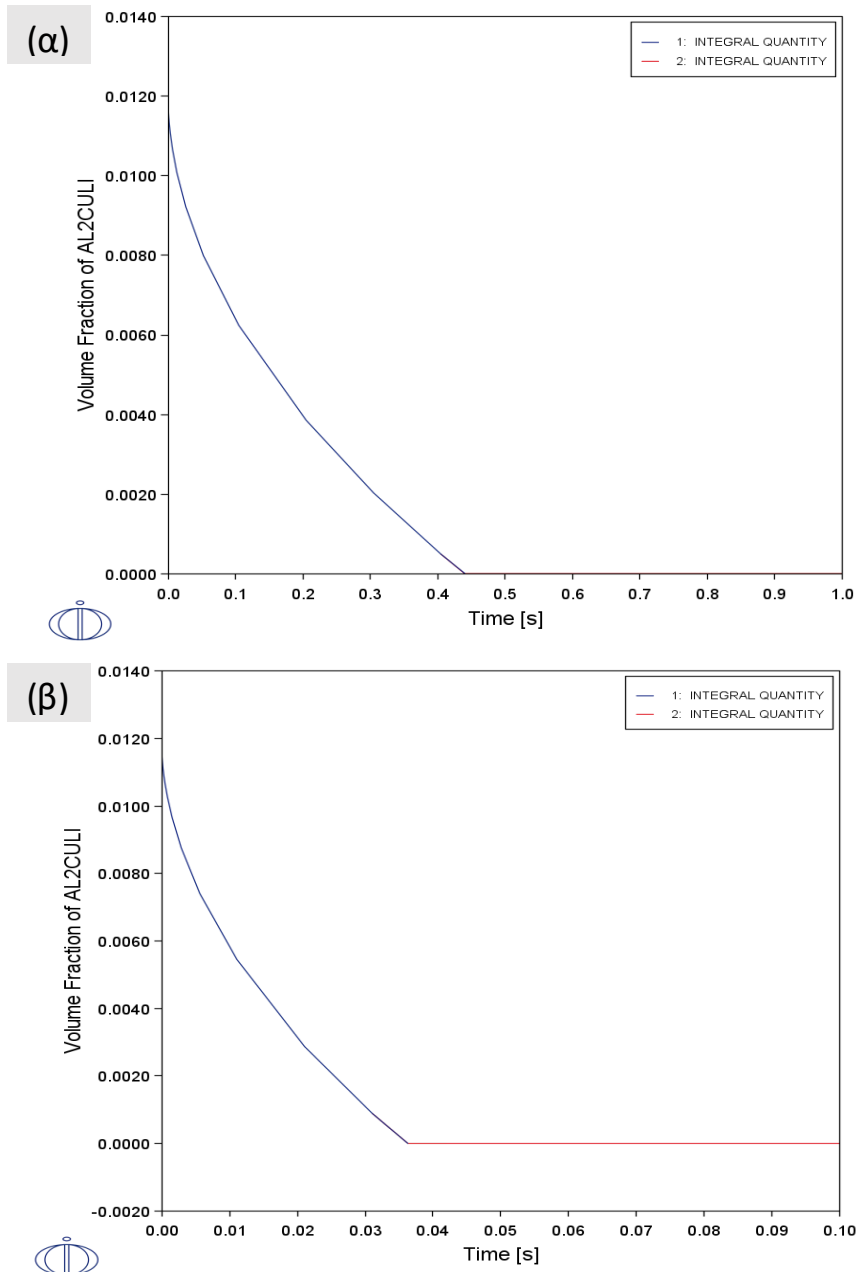 (α)
0.0140
0.0120
0.0100
0.0080
0.0060
0.0040
0.0020
0.0000
Volume Fraction of AL2CULI
1: INTEGRAL QUANTITY
2: INTEGRAL QUANTITY
0.0 0.1 0.2 0.3 0.4 0.5 0.6 0.7 0.8 0.9 1.0
Time [s]
(β)
0.0140
0.0120
0.0100
0.0080
0.0060
0.0040
0.0020
0.0000
-0.0020
Volume Fraction of AL2CULI
1: INTEGRAL QUANTITY
2: INTEGRAL QUANTITY
0.00 0.01 0.02 0.03 0.04 0.05 0.06 0.07 0.08 0.09 0.10
Time [s]